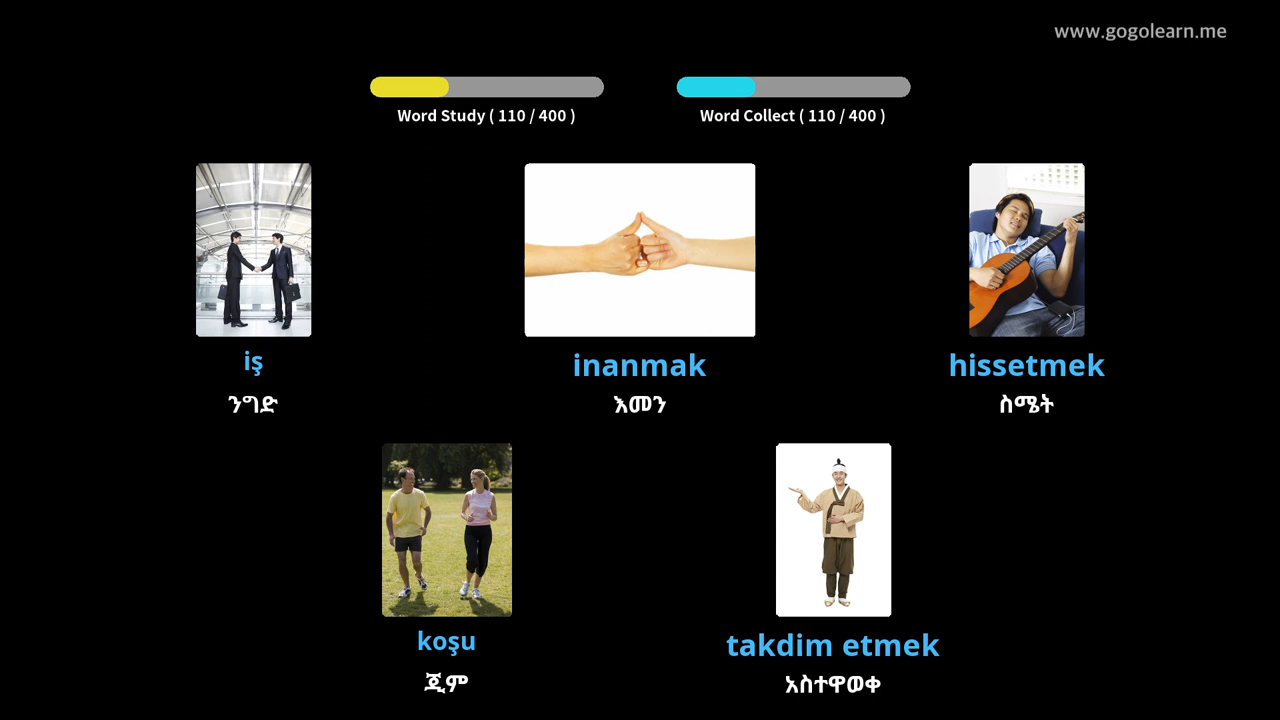 www.gogolearn.me
Word Study ( 110 / 400 )
Word Collect ( 110 / 400 )
iş
inanmak
hissetmek
ንግድ
እመን
ስሜት
koşu
takdim etmek
ጂም
አስተዋወቀ